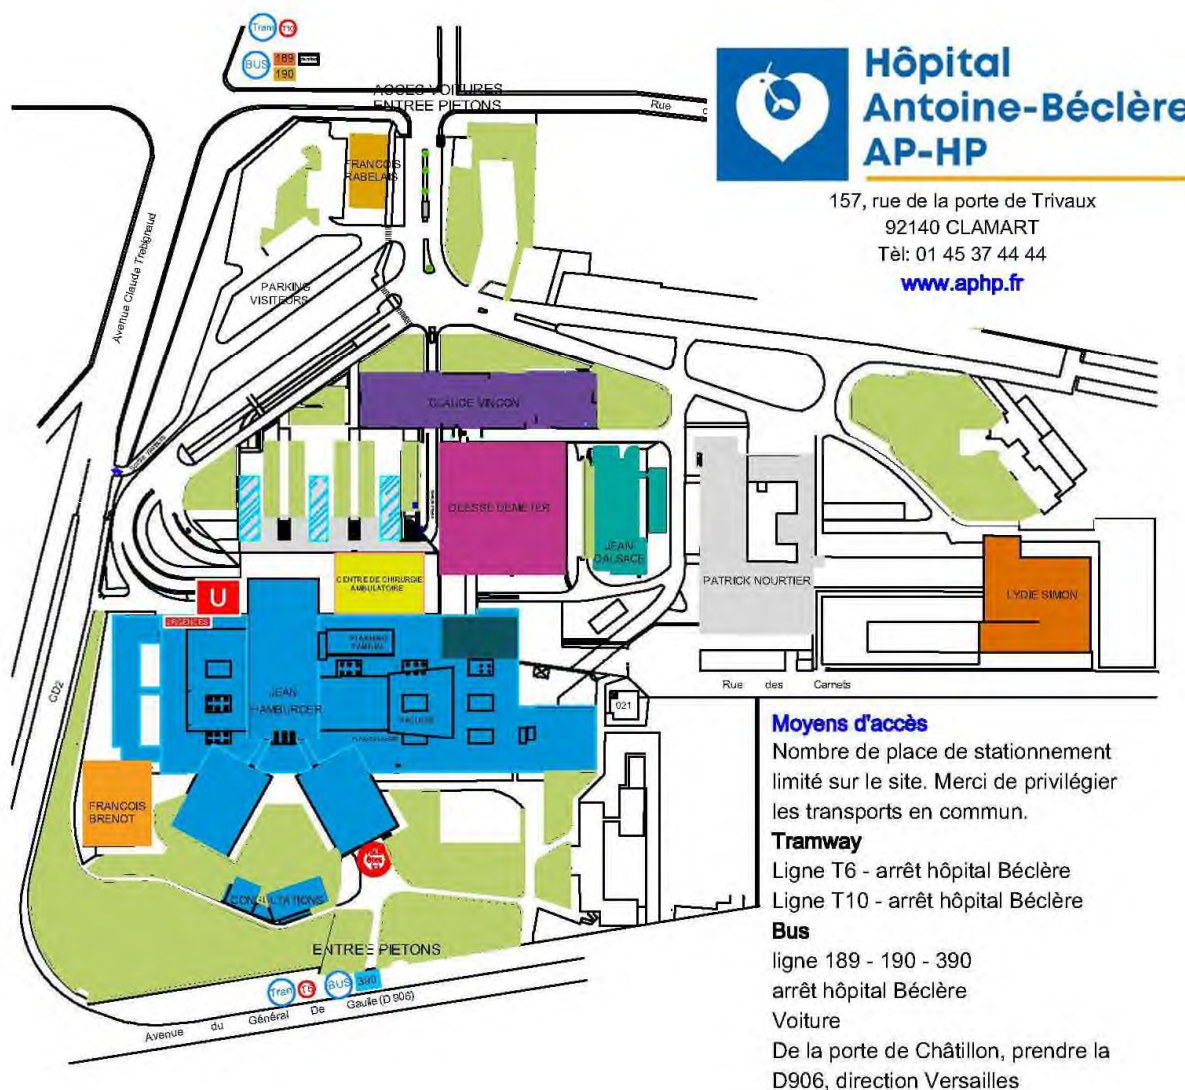 Tram T10
BUS 189
190
ACCES VOITURES
ENTREE PIETONS
Rue
Hôpital
Antoine-Béclère
AP-HP
157, rue de la porte de Trivaux
92140 CLAMART
Tèl: 01 45 37 44 44
www.aphp.fr
FRANCOIS
RABELAIS
Avenue Claude Trebignaud
PARKING
VISITEURS
CLAUDE VINCON
DEESSE DEMETER
JEAN
DALSACE
PATRICK NOURTIER
LYDIE SIMON
CENTRE DE CHIRURGIE
AMBULATOIRE
U
URGENCES
CD2
JEAN
HAMBURGER
Rue des Carnets
021
FRANCOIS
BRENOT
êtes
CONSULTATIONS
ENTREE PIETONS
Tram T6 BUS 390
Avenue du Général De Gaulle (D 906)
Moyens d'accès
Nombre de place de stationnement
limité sur le site. Merci de privilégier
les transports en commun.
Tramway
Ligne T6 - arrêt hôpital Béclère
Ligne T10 - arrêt hôpital Béclère
Bus
ligne 189 - 190 - 390
arrêt hôpital Béclère
Voiture
De la porte de Châtillon, prendre la
D906, direction Versailles